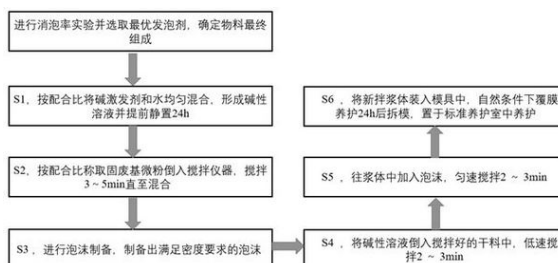 进行消泡率实验并选取最优发泡剂，确定物料最终
组成
S1，按配合比将碱激发剂和水均匀混合，形成碱性
溶液并提前静置24h
S2，按配合比称取固废基微粉倒入搅拌仪器，搅拌
3～5min直至混合
S3，进行泡沫制备，制备出满足密度要求的泡沫
S4，将碱性溶液倒入搅拌好的干料中，低速搅
拌2 ～ 3min
S5，往浆体中加入泡沫，匀速搅拌2 ～ 3min
S6，将新拌浆体装入模具中，自然条件下覆膜
养护24h后拆模，置于标准养护室中养护